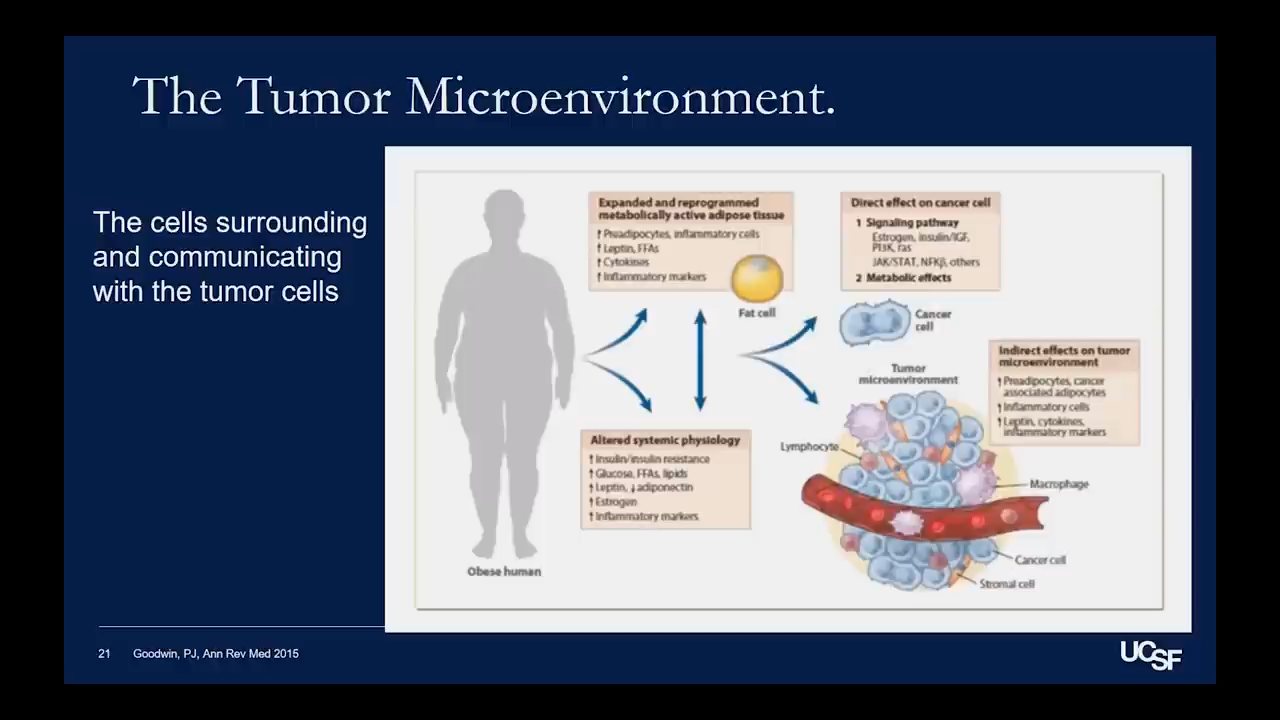 The Tumor Microenvironment.
The cells surrounding
and communicating
with the tumor cells
Expanded and reprogrammed
metabolically active adipose tissue
↑ Preadipocytes, inflammatory cells
↑ Leptin, FFAs
↑ Cytokines
↑ Inflammatory markers
Fat cell
Direct effect on cancer cell
1 Signaling pathway
Estrogen, insulin/IGF,
PI3K, ras
JAK/STAT, NFKβ, others
2 Metabolic effects
Cancer
cell
Indirect effects on tumor
microenvironment
↑ Preadipocytes, cancer
associated adipocytes
↑ Inflammatory cells
↑ Leptin, cytokines,
inflammatory markers
Tumor
microenvironment
Altered systemic physiology
↑ Insulin/insulin resistance
↑ Glucose, FFAs, lipids
↑ Leptin, ↓ adiponectin
↑ Estrogen
↑ Inflammatory markers
Lymphocyte
Macrophage
Cancer cell
Stromal cell
Obese human
21 Goodwin, PJ, Ann Rev Med 2015
UCSF